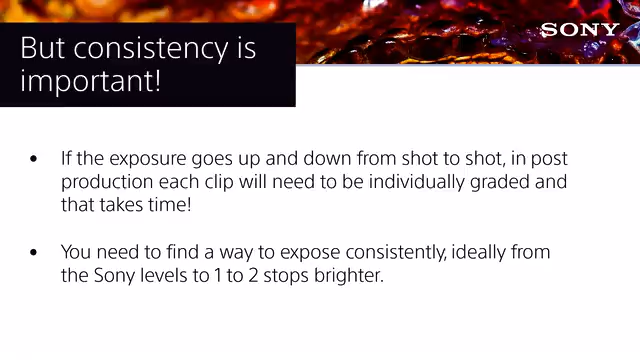 SONY
But consistency is
important!
• If the exposure goes up and down from shot to shot, in post
production each clip will need to be individually graded and
that takes time!
• You need to find a way to expose consistently, ideally from
the Sony levels to 1 to 2 stops brighter.